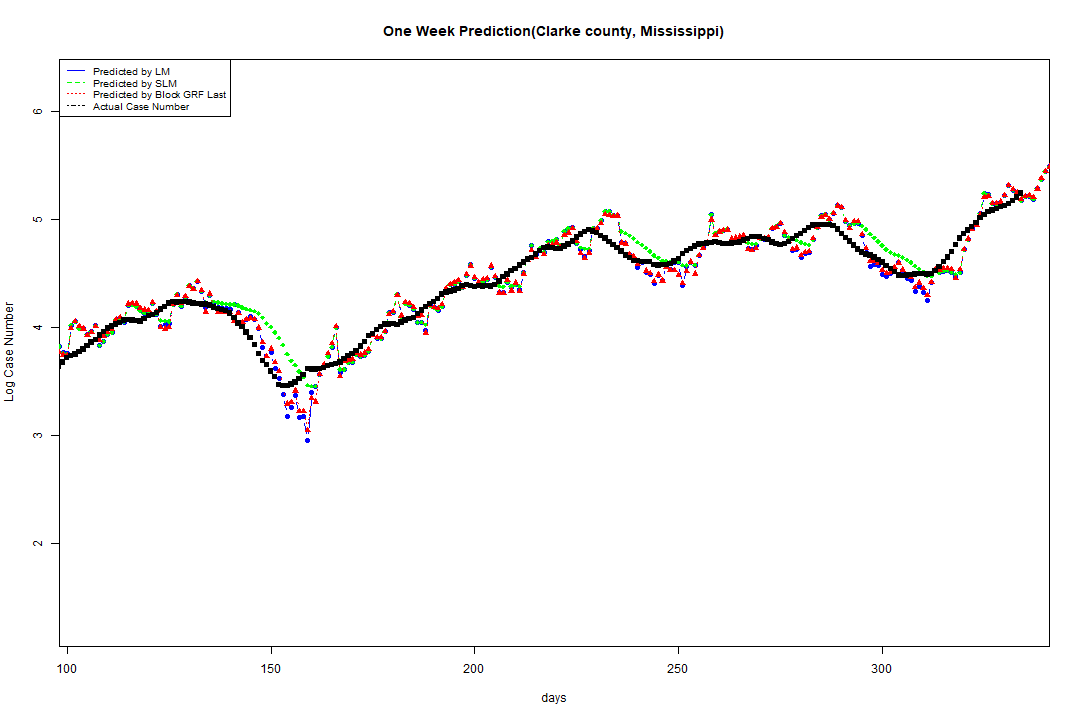 One Week Prediction(Clarke county, Mississippi)
Predicted by LM
Predicted by SLM
Predicted by Block GRF Last
Actual Case Number
6
5
4
3
2
Log Case Number
100 150 200 250 300
days